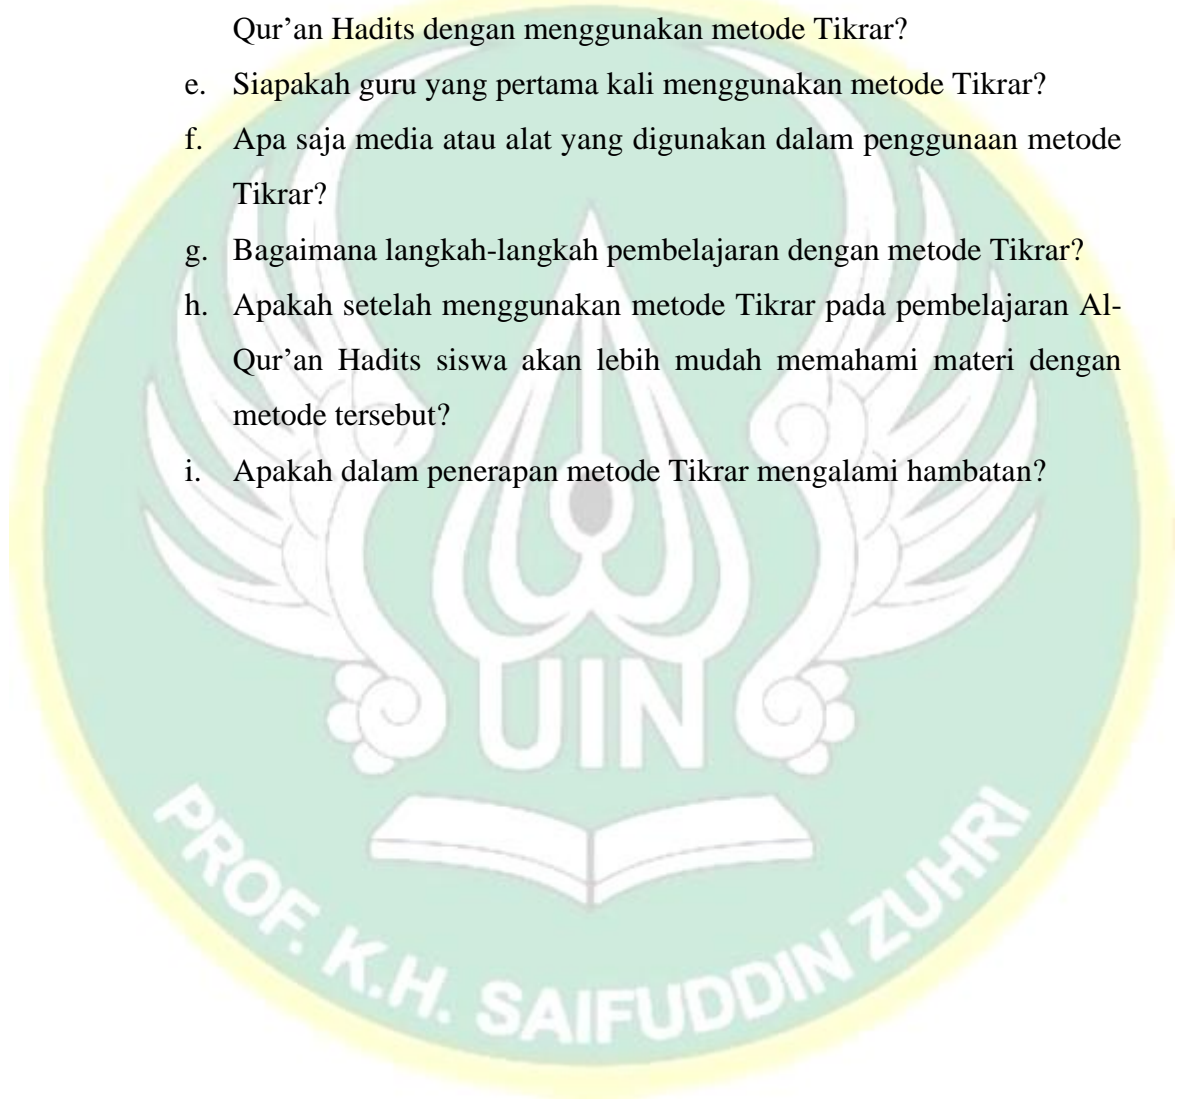 Qur’an Hadits dengan menggunakan metode Tikrar?
e. Siapakah guru yang pertama kali menggunakan metode Tikrar?
f. Apa saja media atau alat yang digunakan dalam penggunaan metode
Tikrar?
g. Bagaimana langkah-langkah pembelajaran dengan metode Tikrar?
h. Apakah setelah menggunakan metode Tikrar pada pembelajaran Al-
Qur’an Hadits siswa akan lebih mudah memahami materi dengan
metode tersebut?
i. Apakah dalam penerapan metode Tikrar mengalami hambatan?
UIN
PROF. K.H. SAIFUDDIN ZUHRI